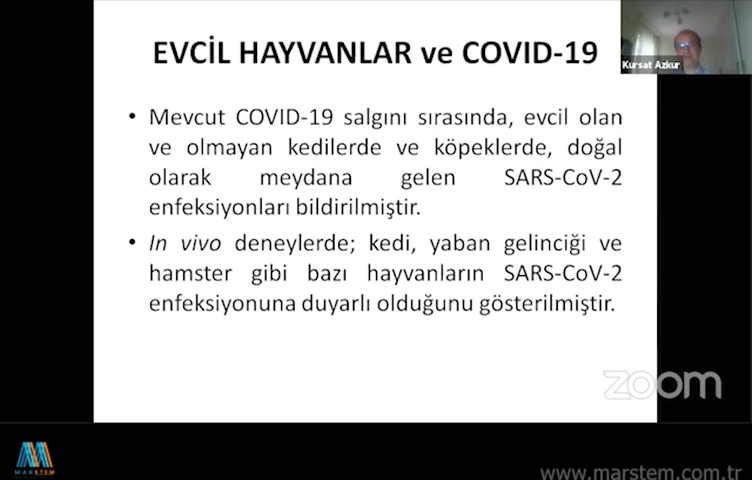 EVCİL HAYVANLAR ve COVID-19
Kursat Azkur
• Mevcut COVID-19 salgını sırasında, evcil olan
ve olmayan kedilerde ve köpeklerde, doğal
olarak meydana gelen SARS-CoV-2
enfeksiyonları bildirilmiştir.
• In vivo deneylerde; kedi, yaban gelinciği ve
hamster gibi bazı hayvanların SARS-CoV-2
enfeksiyonuna duyarlı olduğunu gösterilmiştir.
zoom
MARSTEM
www.marstem.com.tr